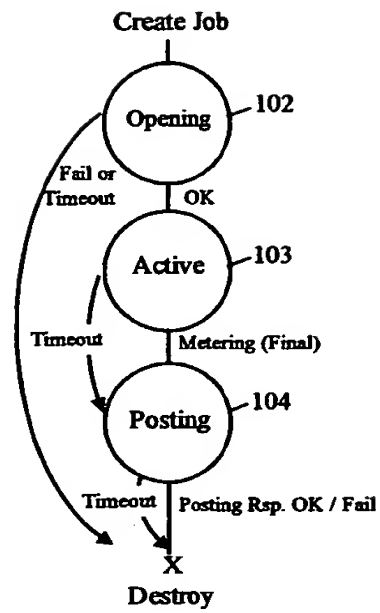 Create Job
102
Opening
Fail or
Timeout
OK
103
Active
Timeout
Metering (Final)
104
Posting
Timeout
Posting Rsp. OK / Fail
X
Destroy